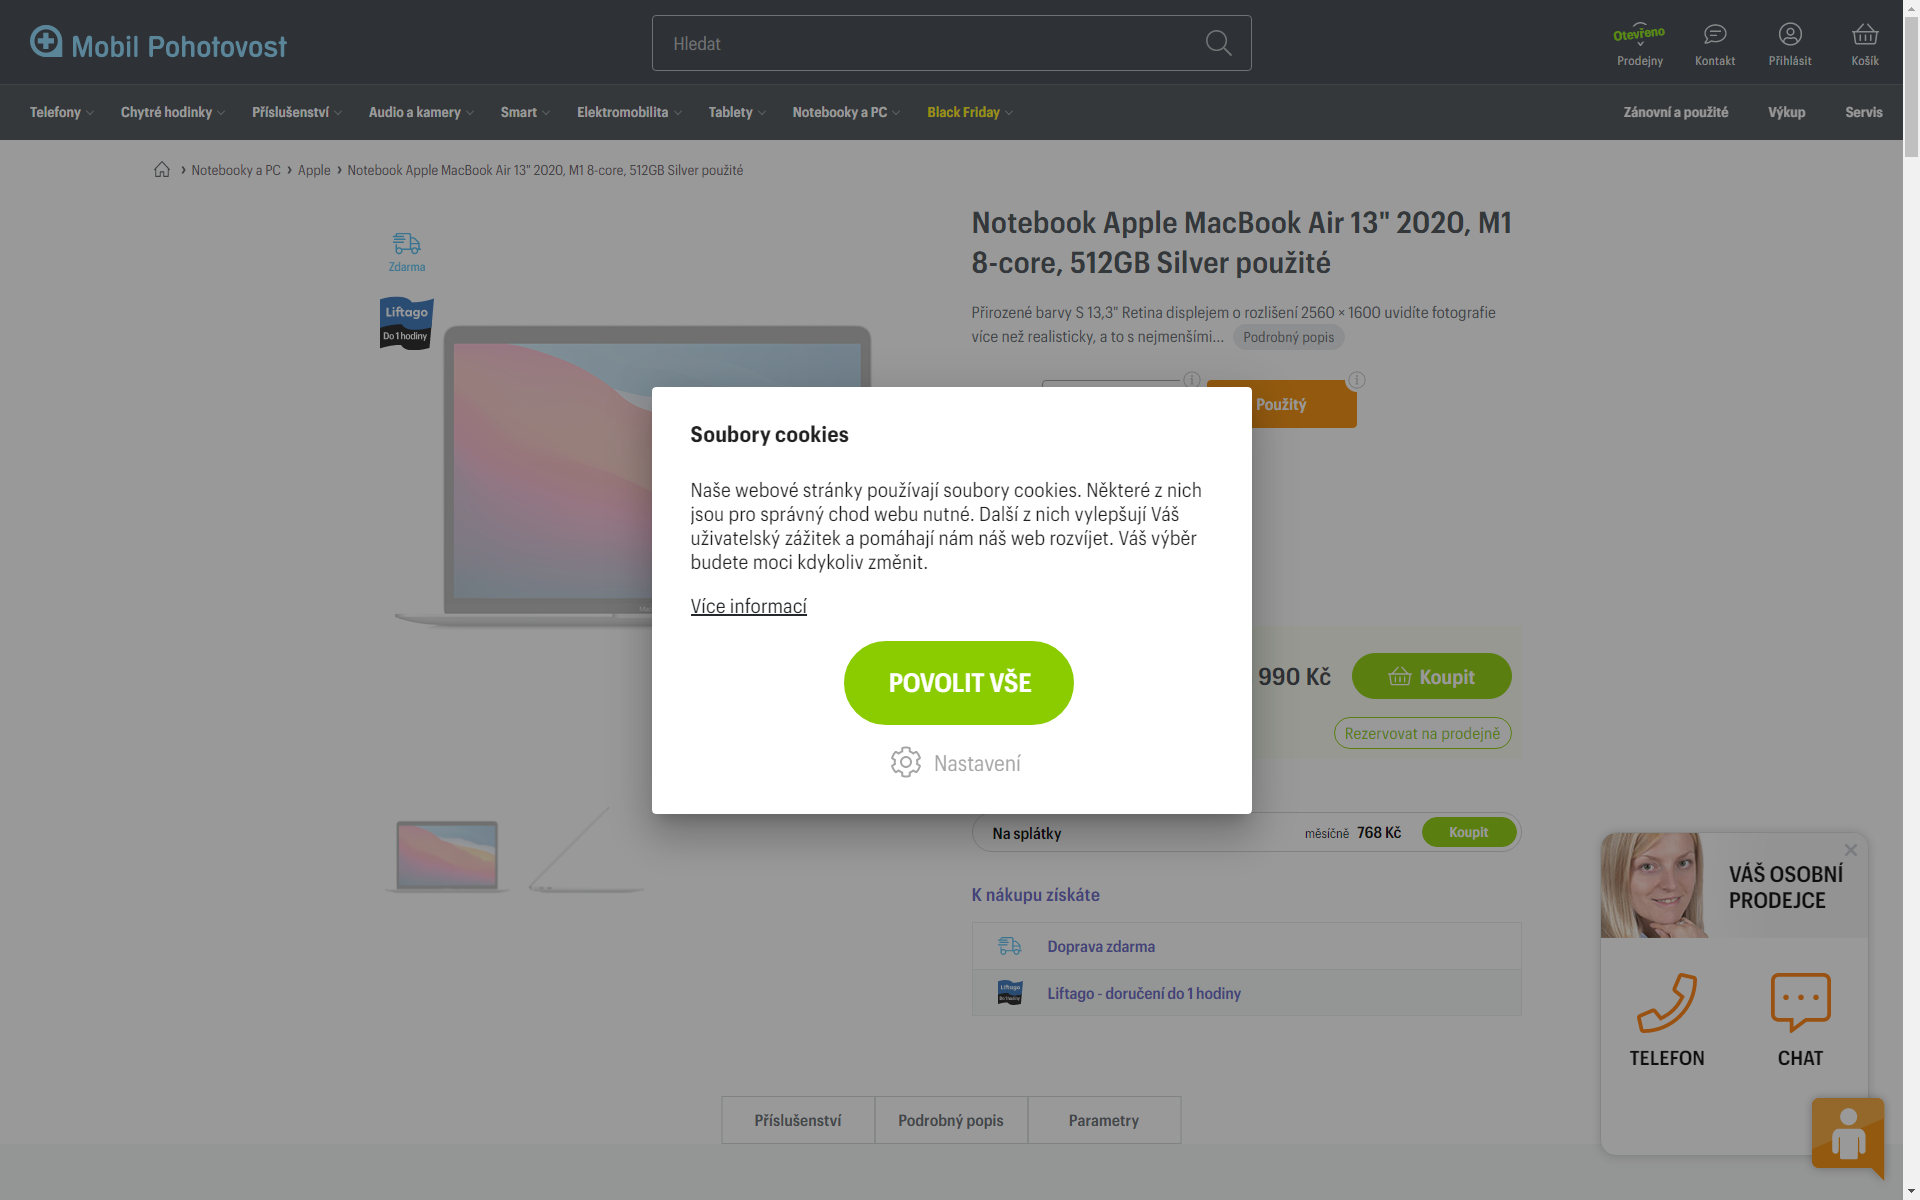 Mobil Pohotovost
Hledat
Otevřeno
Prodejny
Kontakt
Přihlásit
Košík
Telefony
Chytré hodinky
Příslušenství
Audio a kamery
Smart
Elektromobilita
Tablety
Notebooky a PC
Black Friday
Zánovní a použité
Výkup
Servis
Notebooky a PC
Apple
Notebook Apple MacBook Air 13" 2020, M1 8-core, 512GB Silver použité
Zdarma
Liftago
Do 1 hodiny
Notebook Apple MacBook Air 13" 2020, M1
8-core, 512GB Silver použité
Přirozené barvy S 13,3" Retina displejem o rozlišení 2560 × 1600 uvidíte fotografie
více než realisticky, a to s nejmenšími...
Podrobný popis
Použitý
Soubory cookies
Naše webové stránky používají soubory cookies. Některé z nich
jsou pro správný chod webu nutné. Další z nich vylepšují Váš
uživatelský zážitek a pomáhají nám náš web rozvíjet. Váš výběr
budete moci kdykoliv změnit.
Více informací
POVOLIT VŠE
Nastavení
990 Kč
Koupit
Rezervovat na prodejně
Na splátky
měsíčně 768 Kč
Koupit
K nákupu získáte
Doprava zdarma
Liftago
Do 1 hodiny
Liftago - doručení do 1 hodiny
VÁŠ OSOBNÍ
PRODEJCE
TELEFON
CHAT
Příslušenství
Podrobný popis
Parametry